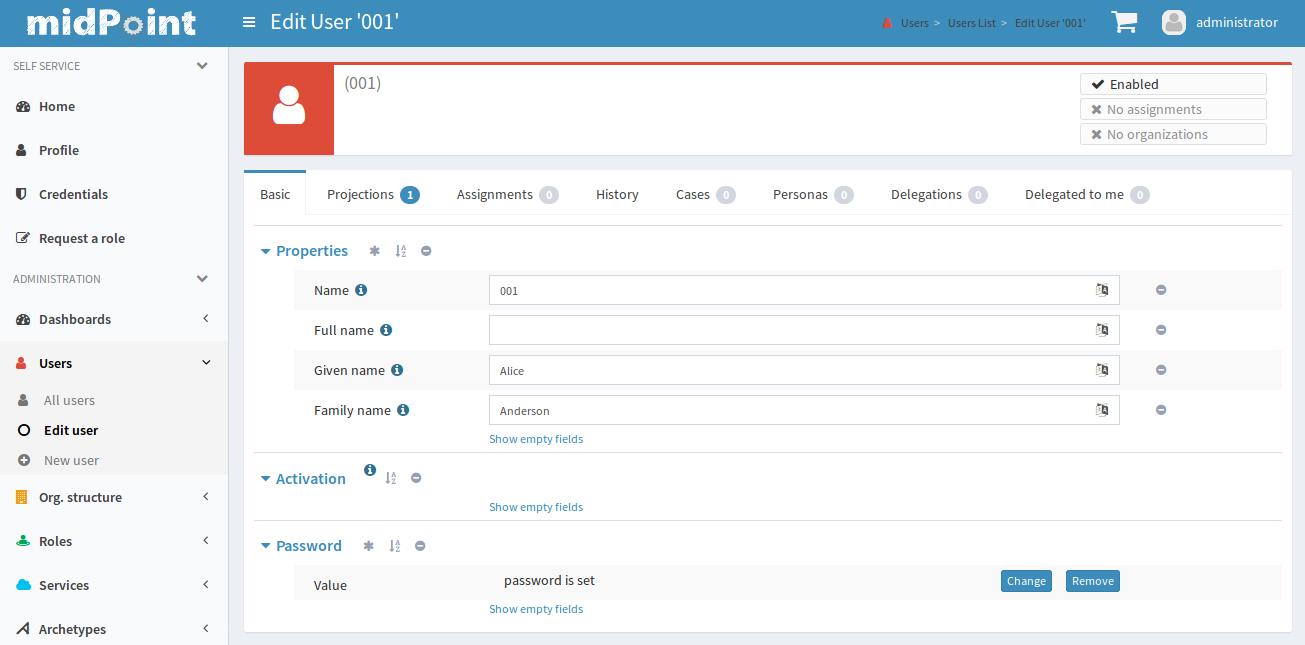 midPoint
Edit User '001'
Users > Users List > Edit User '001'
administrator
SELF SERVICE
Home
Profile
Credentials
Request a role
ADMINISTRATION
Dashboards
Users
All users
Edit user
New user
Org. structure
Roles
Services
Archetypes
(001)
Enabled
No assignments
No organizations
Basic
Projections 1
Assignments 0
History
Cases 0
Personas 0
Delegations 0
Delegated to me 0
Properties
Name 001
Full name
Given name Alice
Family name Anderson
Show empty fields
Activation
Show empty fields
Password
Value password is set Change Remove
Show empty fields